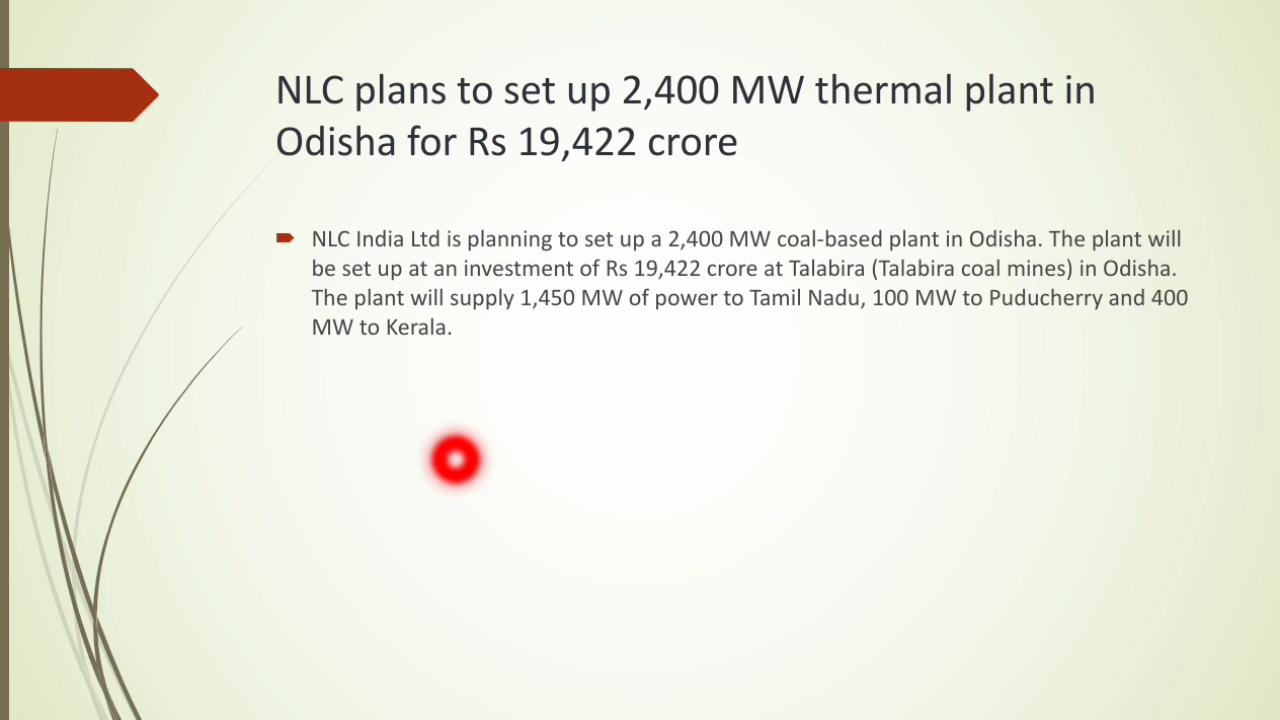 NLC plans to set up 2,400 MW thermal plant in
Odisha for Rs 19,422 crore
NLC India Ltd is planning to set up a 2,400 MW coal-based plant in Odisha. The plant will
be set up at an investment of Rs 19,422 crore at Talabira (Talabira coal mines) in Odisha.
The plant will supply 1,450 MW of power to Tamil Nadu, 100 MW to Puducherry and 400
MW to Kerala.